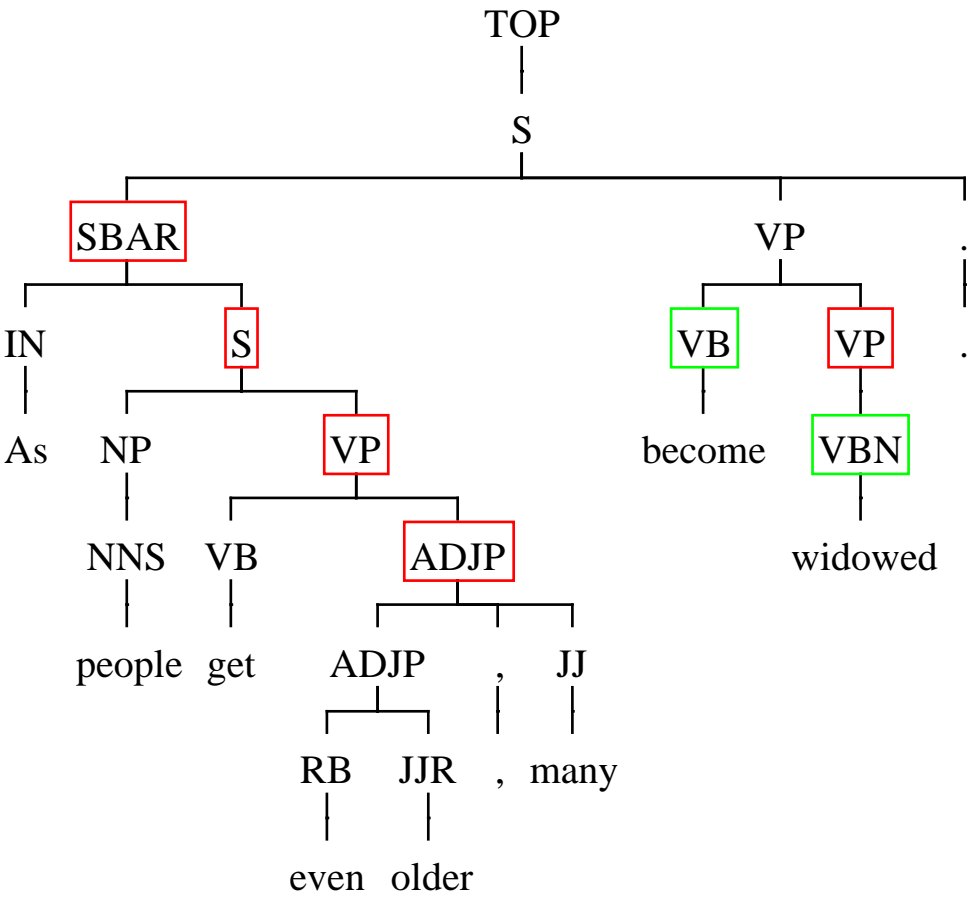 TOP
S
SBAR VP .
IN S VB VP .
As NP VP become VBN
NNS VB ADJP widowed
people get ADJP , JJ
RB JJR , many
even older